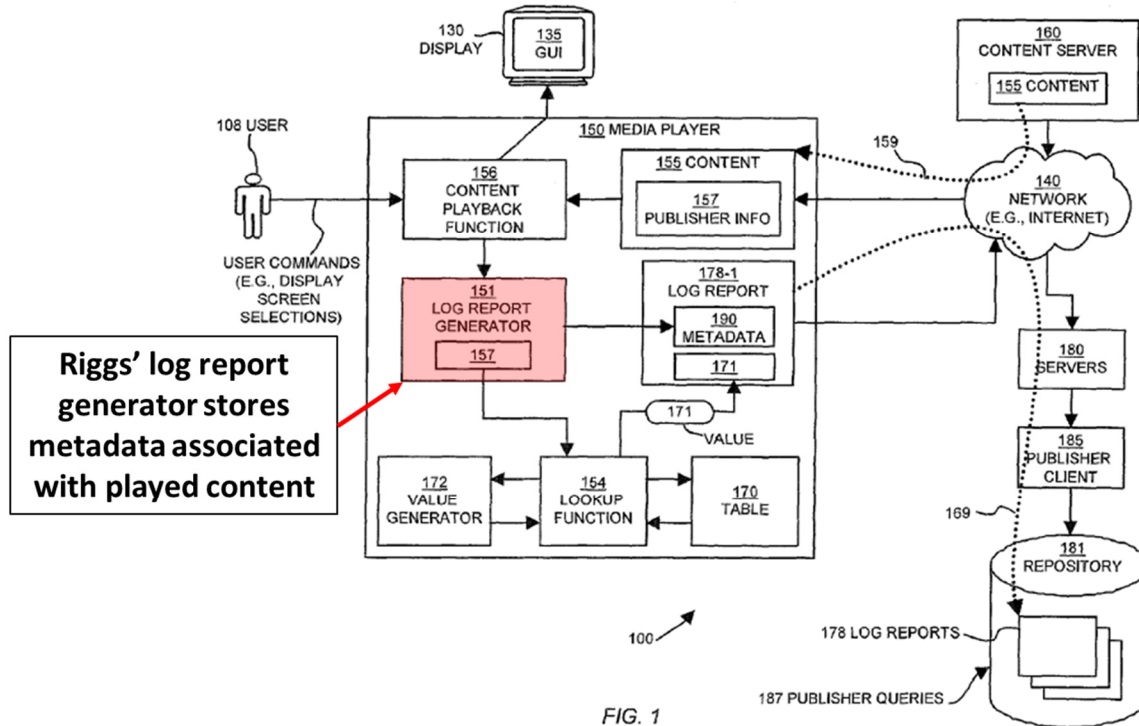 130
DISPLAY
135
GUI
160
CONTENT SERVER
155 CONTENT
108 USER
150 MEDIA PLAYER
159
156
CONTENT
PLAYBACK
FUNCTION
155 CONTENT
157
PUBLISHER INFO
140
NETWORK
(E.G., INTERNET)
USER COMMANDS
(E.G., DISPLAY
SCREEN
SELECTIONS)
151
LOG REPORT
GENERATOR
157
178-1
LOG REPORT
190
METADATA
171
180
SERVERS
Riggs’ log report
generator stores
metadata associated
with played content
171
VALUE
185
PUBLISHER
CLIENT
172
VALUE
GENERATOR
154
LOOKUP
FUNCTION
170
TABLE
169
181
REPOSITORY
100
178 LOG REPORTS
187 PUBLISHER QUERIES
FIG. 1